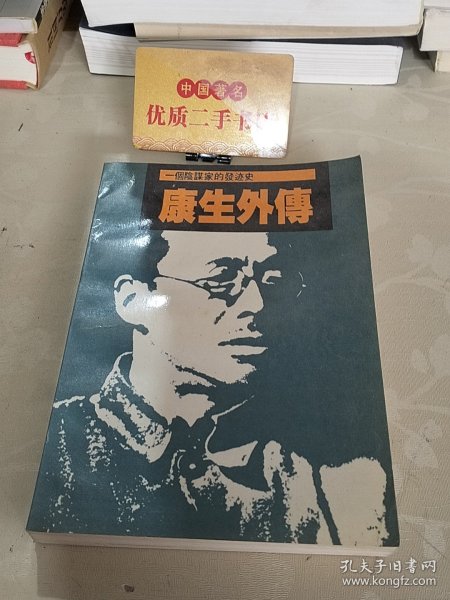 中国著名
优质二手书
一個陰謀家的發迹史
康生外傳
孔夫子旧书网
www.kongfz.com